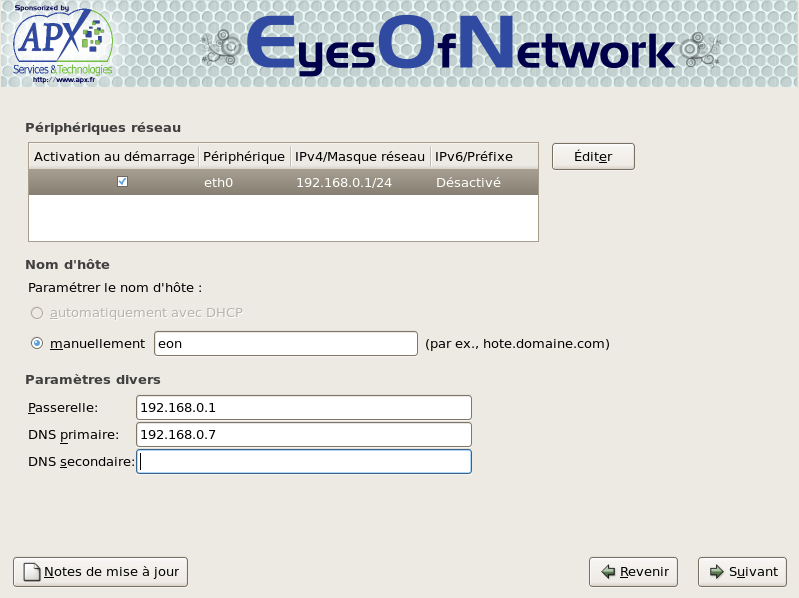 Sponsorized by
APX
Services & Technologies
http://www.apx.fr
EyesOfNetwork
Périphériques réseau
Activation au démarrage Périphérique IPv4/Masque réseau IPv6/Préfixe
Éditer
eth0 192.168.0.1/24 Désactivé
Nom d'hôte
Paramétrer le nom d'hôte :
automatiquement avec DHCP
manuellement eon (par ex., hote.domaine.com)
Paramètres divers
Passerelle: 192.168.0.1
DNS primaire: 192.168.0.7
DNS secondaire:
Notes de mise à jour Revenir Suivant